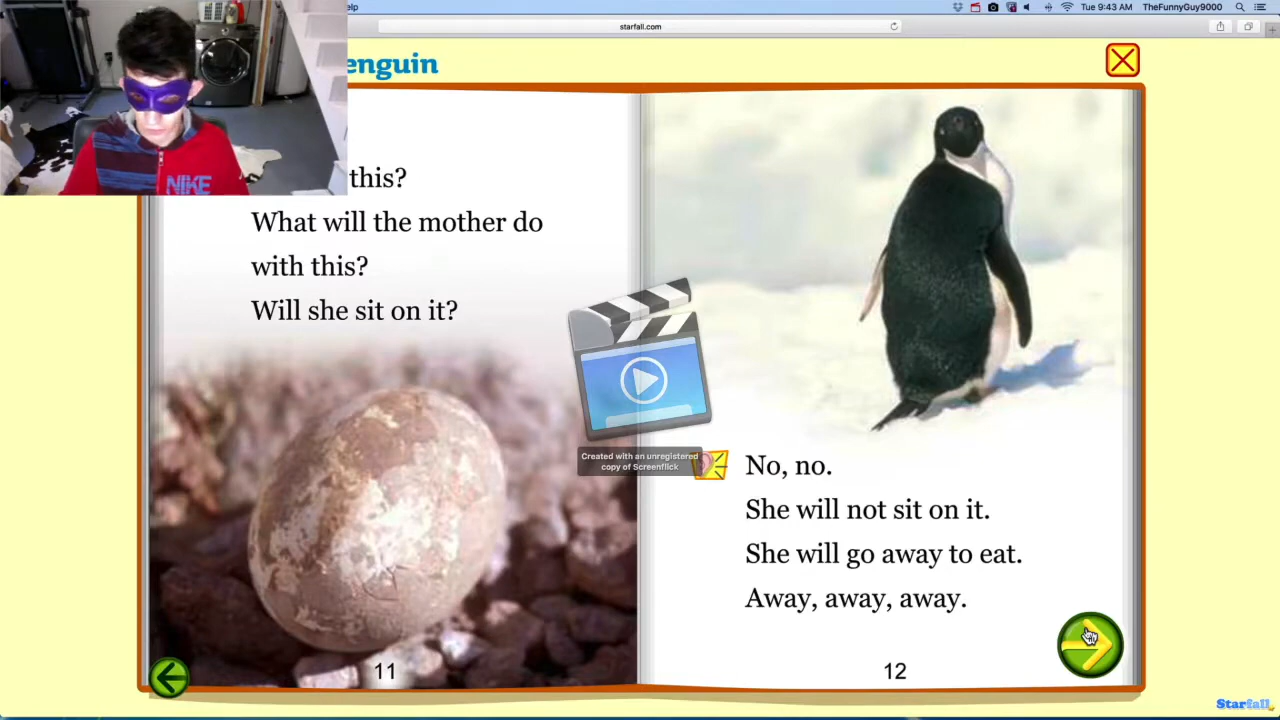 elp
starfall.com
Tue 9:43 AM TheFunnyGuy9000
enguin
this?
What will the mother do
with this?
Will she sit on it?
NIKE
Created with an unregistered
copy of Screenflick
No, no.
She will not sit on it.
She will go away to eat.
Away, away, away.
11
12
Starfall